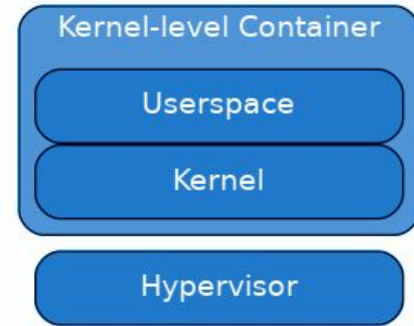 Kernel-level Container
Userspace
Kernel
Hypervisor